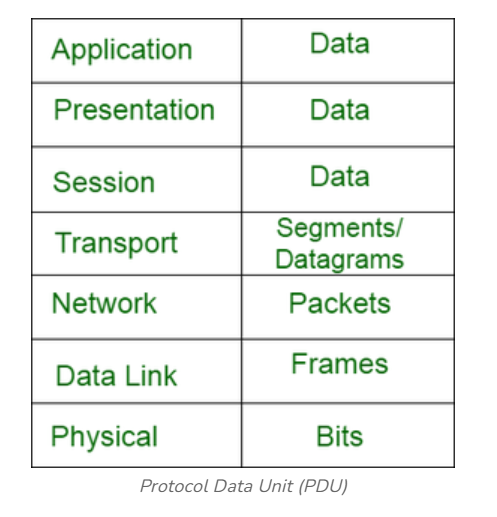 Application Data
Presentation Data
Session Data
Transport Segments/
Datagrams
Network Packets
Data Link Frames
Physical Bits
Protocol Data Unit (PDU)